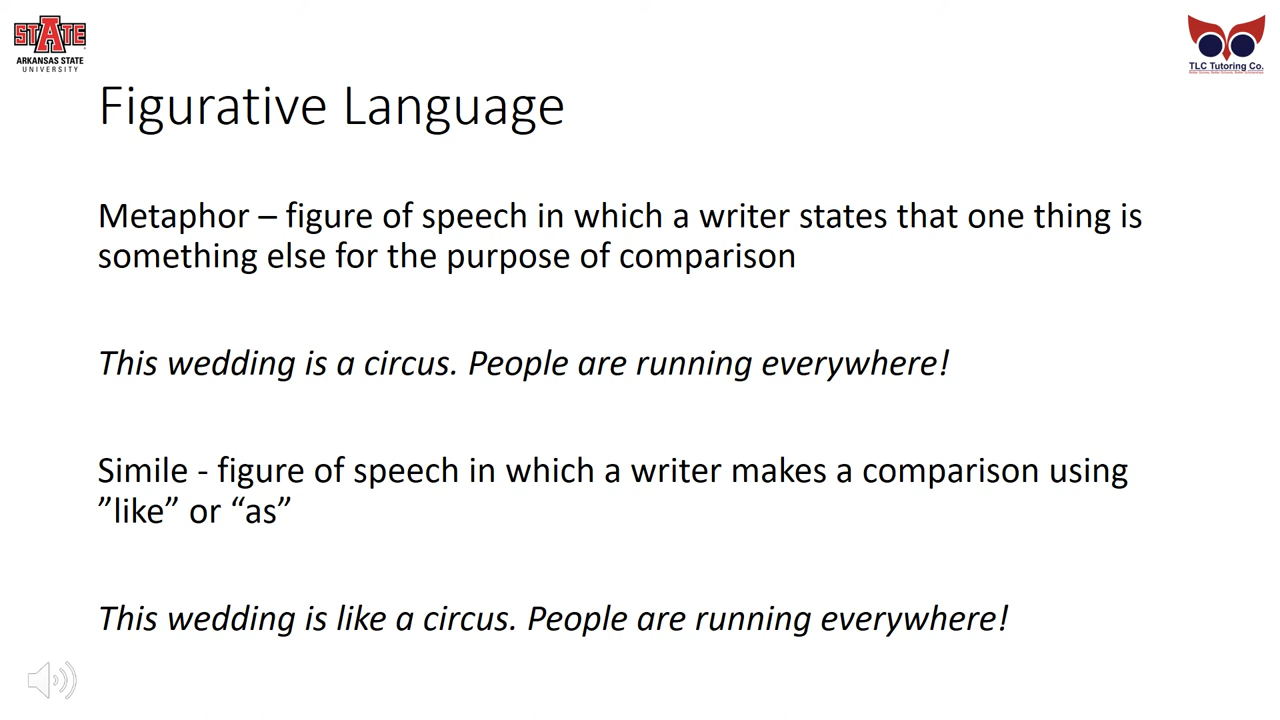 STATE
ARKANSAS STATE
UNIVERSITY
TLC Tutoring Co.
Figurative Language
Metaphor – figure of speech in which a writer states that one thing is
something else for the purpose of comparison
This wedding is a circus. People are running everywhere!
Simile - figure of speech in which a writer makes a comparison using
”like” or “as”
This wedding is like a circus. People are running everywhere!